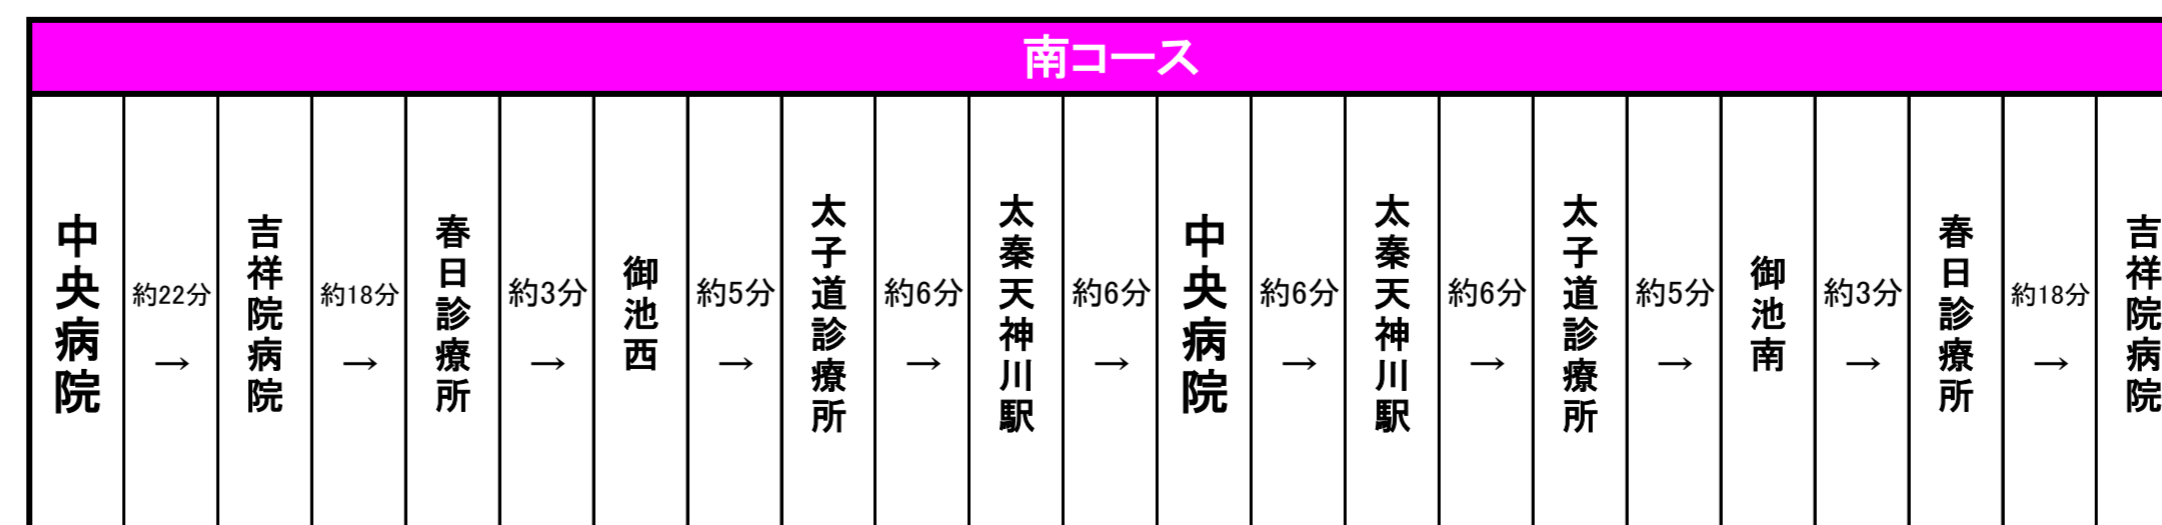 南コース
中央病院
約22分
→
吉祥院病院
約18分
→
春日診療所
約3分
→
御池西
約5分
→
太子道診療所
約6分
→
太秦天神川駅
約6分
→
中央病院
約6分
→
太秦天神川駅
約6分
→
太子道診療所
約5分
→
御池南
約3分
→
春日診療所
約18分
→
吉祥院病院